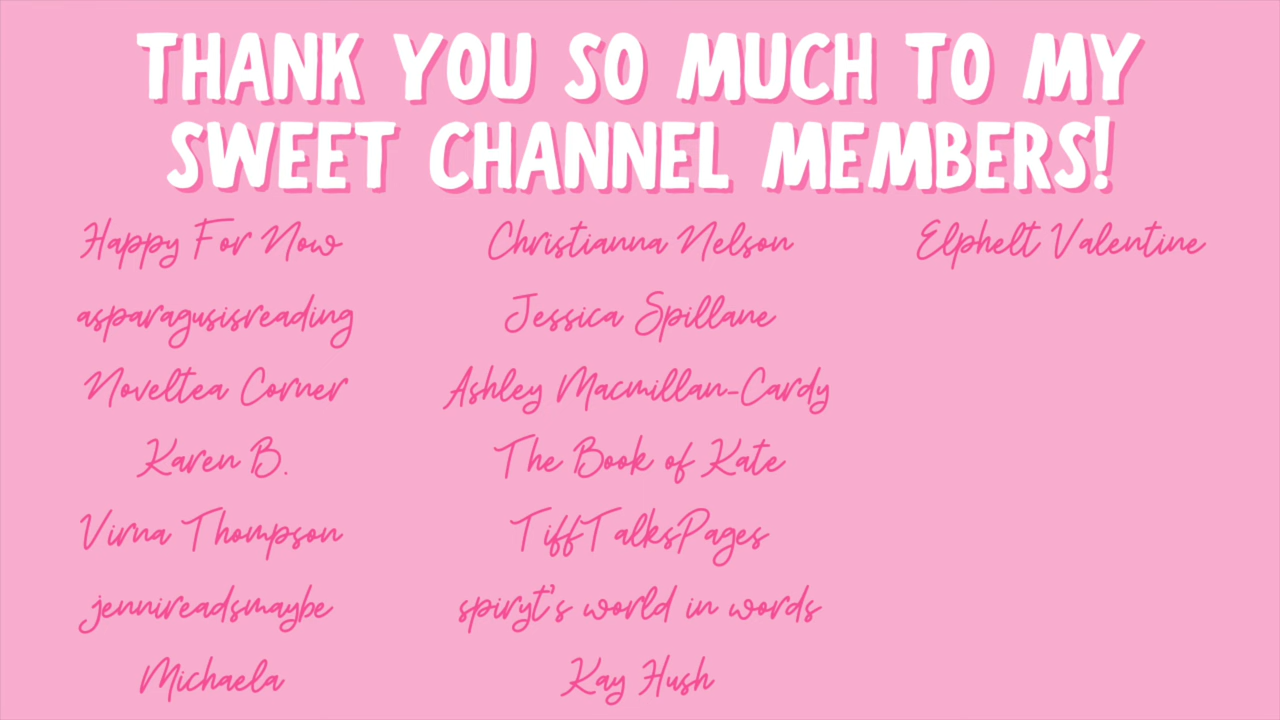 THANK YOU SO MUCH TO MY
SWEET CHANNEL MEMBERS!
Happy For Now
asparagusisreading
Noveltea Corner
Karen B.
Virna Thompson
jennireadsmaybe
Michaela
Christianna Nelson
Jessica Spillane
Ashley Macmillan-Cardy
The Book of Kate
TiffTalksPages
spiryt's world in words
Kay Hush
Elphelt Valentine